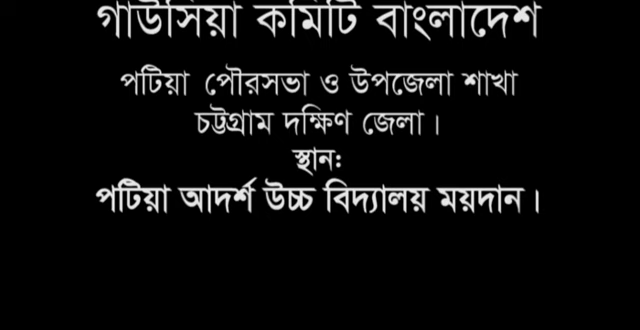 গাউসিয়া কমিটি বাংলাদেশ
পটিয়া পৌরসভা ও উপজেলা শাখা
চট্টগ্রাম দক্ষিণ জেলা।
স্থান:
পটিয়া আদর্শ উচ্চ বিদ্যালয় ময়দান।